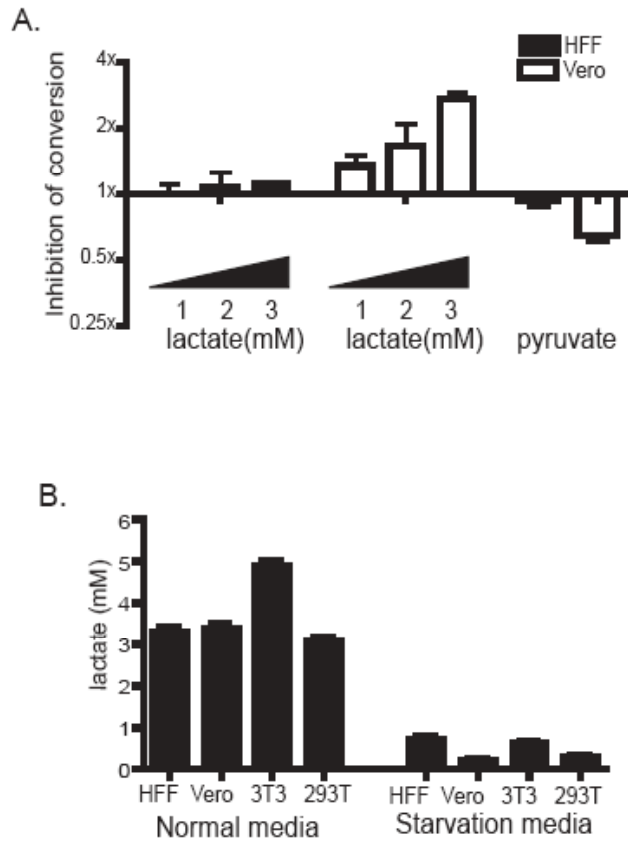 A.
HFF
Vero
Inhibition of conversion
4x
2x
1x
0.5x
0.25x
1 2 3
lactate(mM)
1 2 3
lactate(mM)
pyruvate
B.
lactate (mM)
6
5
4
3
2
1
0
HFF Vero 3T3 293T
Normal media
HFF Vero 3T3 293T
Starvation media